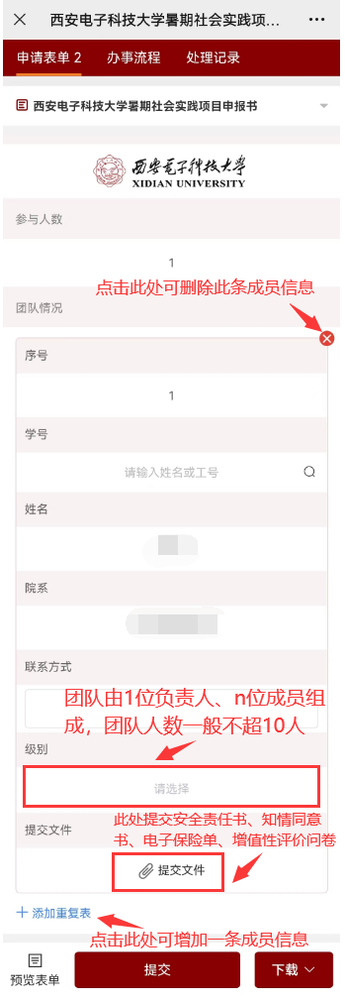 西安电子科技大学暑期社会实践项...
申请表单 2 办事流程 处理记录
西安电子科技大学暑期社会实践项目申报书
西安电子科技大学
XIDIAN UNIVERSITY
参与人数
1
点击此处可删除此条成员信息
团队情况
序号
1
学号
请输入姓名或工号
姓名
院系
联系方式
团队由1位负责人、n位成员组
成，团队人数一般不超10人
级别
请选择
此处提交安全责任书、知情同意
提交文件
书、电子保险单、增值性评价问卷
提交文件
添加重复表
点击此处可增加一条成员信息
预览表单 提交 下载